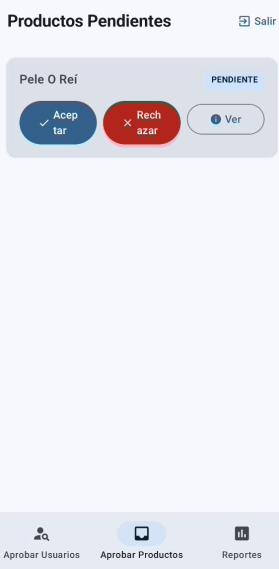 Productos Pendientes
Salir
Pele O Reí
PENDIENTE
Acep
tar
Rech
azar
Ver
Aprobar Usuarios
Aprobar Productos
Reportes